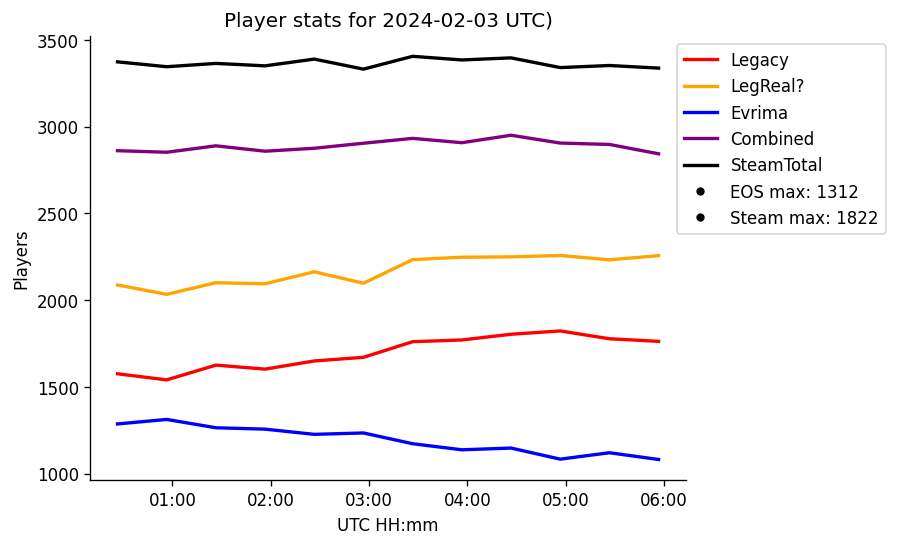 Player stats for 2024-02-03 UTC)
3500
3000
2500
2000
1500
1000
Players
01:00
02:00
03:00
04:00
05:00
06:00
UTC HH:mm
Legacy
LegReal?
Evrima
Combined
SteamTotal
EOS max: 1312
Steam max: 1822